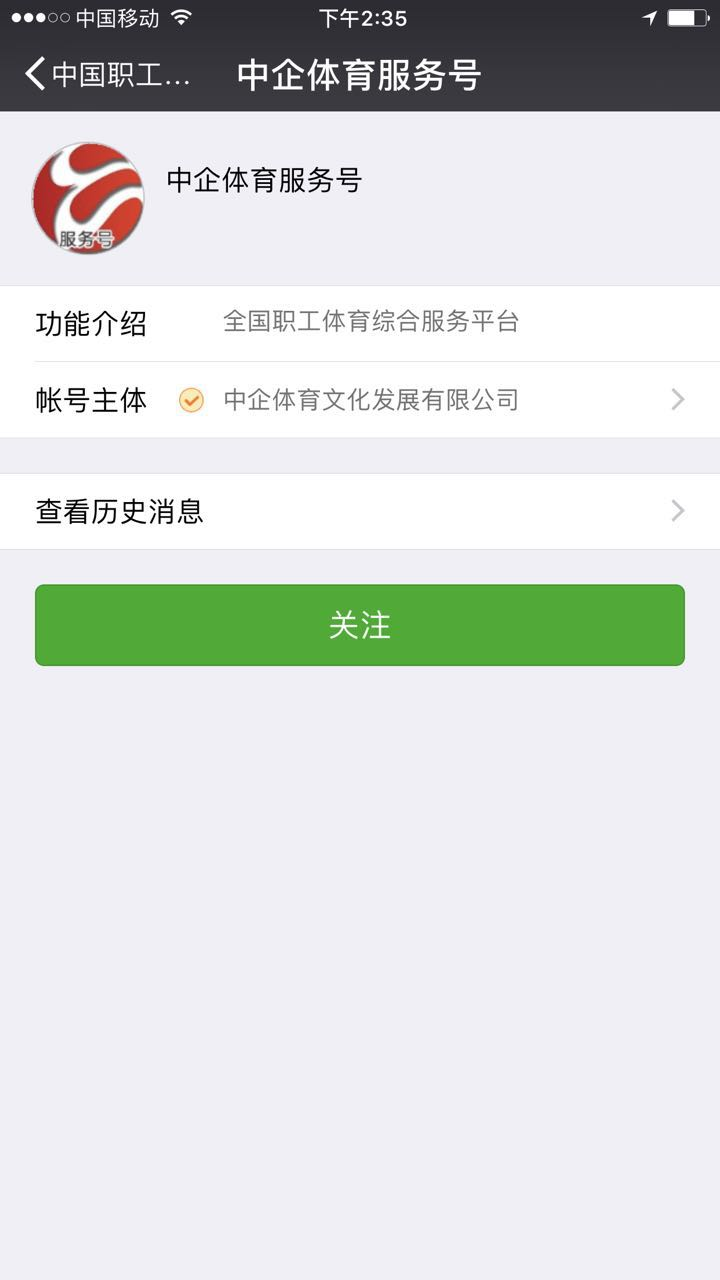 中国移动 下午2:35
中国职工... 中企体育服务号
中企体育服务号
服务号
功能介绍 全国职工体育综合服务平台
帐号主体 中企体育文化发展有限公司
查看历史消息
关注